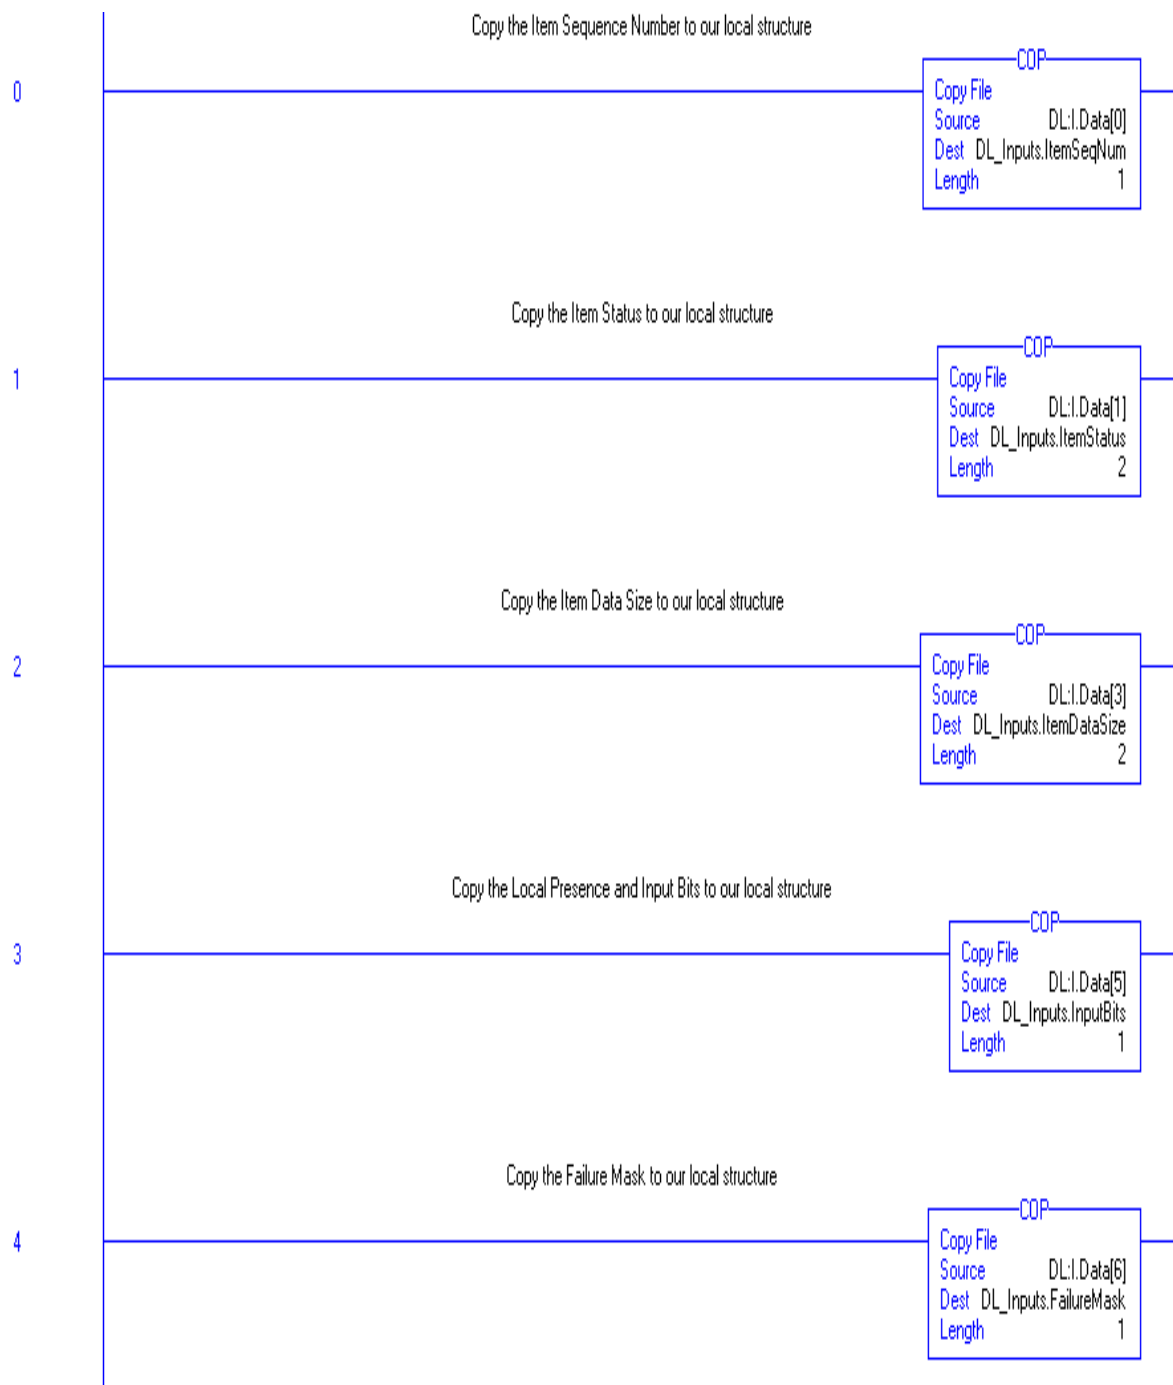 Copy the Item Sequence Number to our local structure
0
COP
Copy File
Source DL:I.Data[0]
Dest DL_Inputs.ItemSeqNum
Length 1
Copy the Item Status to our local structure
1
COP
Copy File
Source DL:I.Data[1]
Dest DL_Inputs.ItemStatus
Length 2
Copy the Item Data Size to our local structure
2
COP
Copy File
Source DL:I.Data[3]
Dest DL_Inputs.ItemDataSize
Length 2
Copy the Local Presence and Input Bits to our local structure
3
COP
Copy File
Source DL:I.Data[5]
Dest DL_Inputs.InputBits
Length 1
Copy the Failure Mask to our local structure
4
COP
Copy File
Source DL:I.Data[6]
Dest DL_Inputs.FailureMask
Length 1